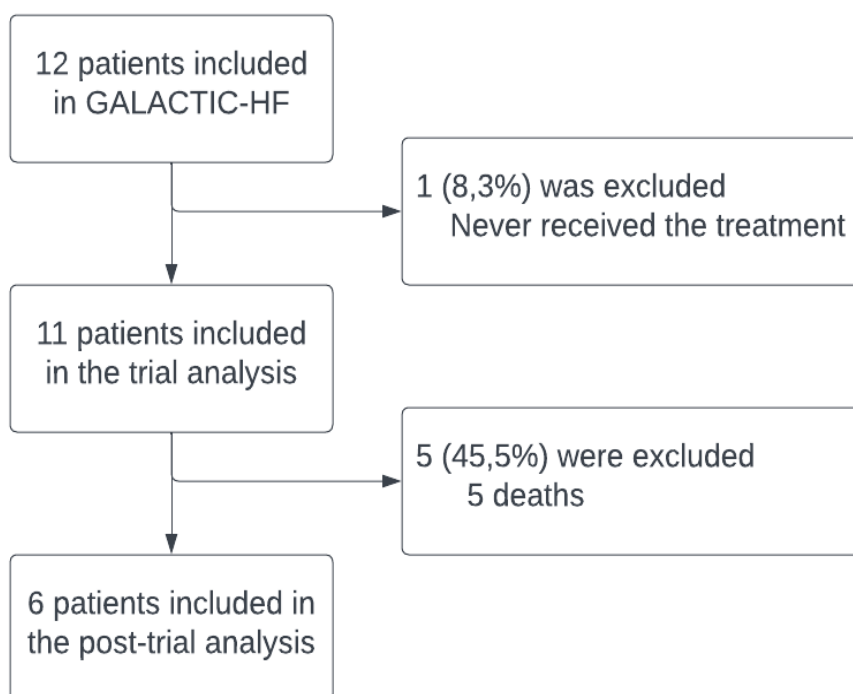 12 patients included
in GALACTIC-HF
1 (8,3%) was excluded
Never received the treatment
11 patients included
in the trial analysis
5 (45,5%) were excluded
5 deaths
6 patients included in
the post-trial analysis